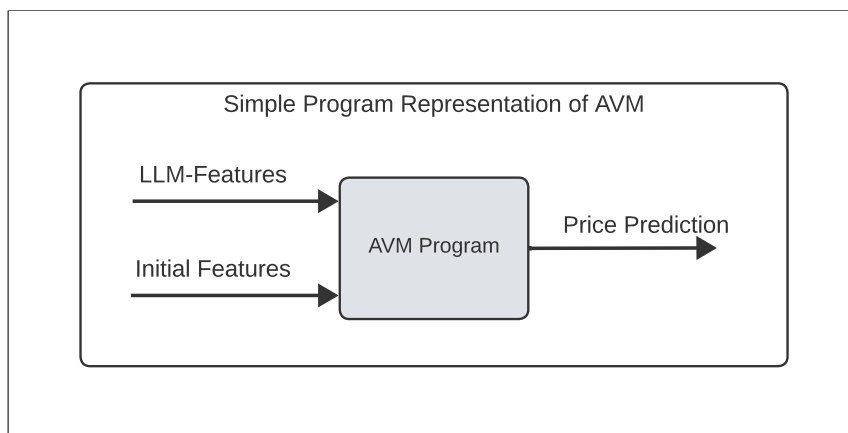 Simple Program Representation of AVM
LLM-Features
Initial Features
AVM Program
Price Prediction